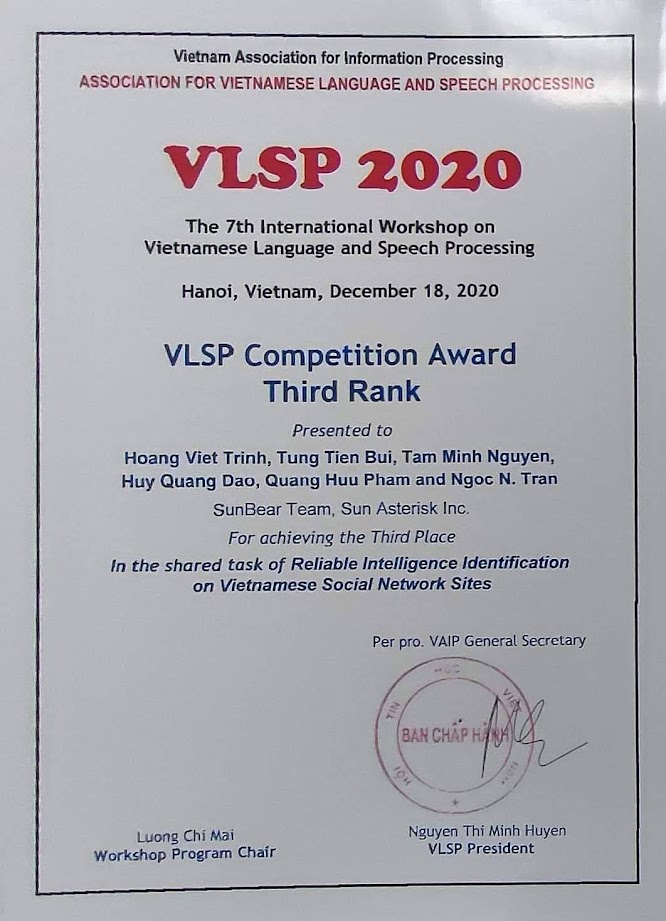 Vietnam Association for Information Processing
ASSOCIATION FOR VIETNAMESE LANGUAGE AND SPEECH PROCESSING
VLSP 2020
The 7th International Workshop on
Vietnamese Language and Speech Processing
Hanoi, Vietnam, December 18, 2020
VLSP Competition Award
Third Rank
Presented to
Hoang Viet Trinh, Tung Tien Bui, Tam Minh Nguyen,
Huy Quang Dao, Quang Huu Pham and Ngoc N. Tran
SunBear Team, Sun Asterisk Inc.
For achieving the Third Place
In the shared task of Reliable Intelligence Identification
on Vietnamese Social Network Sites
Per pro. VAIP General Secretary
HỘI TIN HỌC VIỆT
BAN CHẤP HÀNH
Luong Chi Mai
Workshop Program Chair
Nguyen Thi Minh Huyen
VLSP President